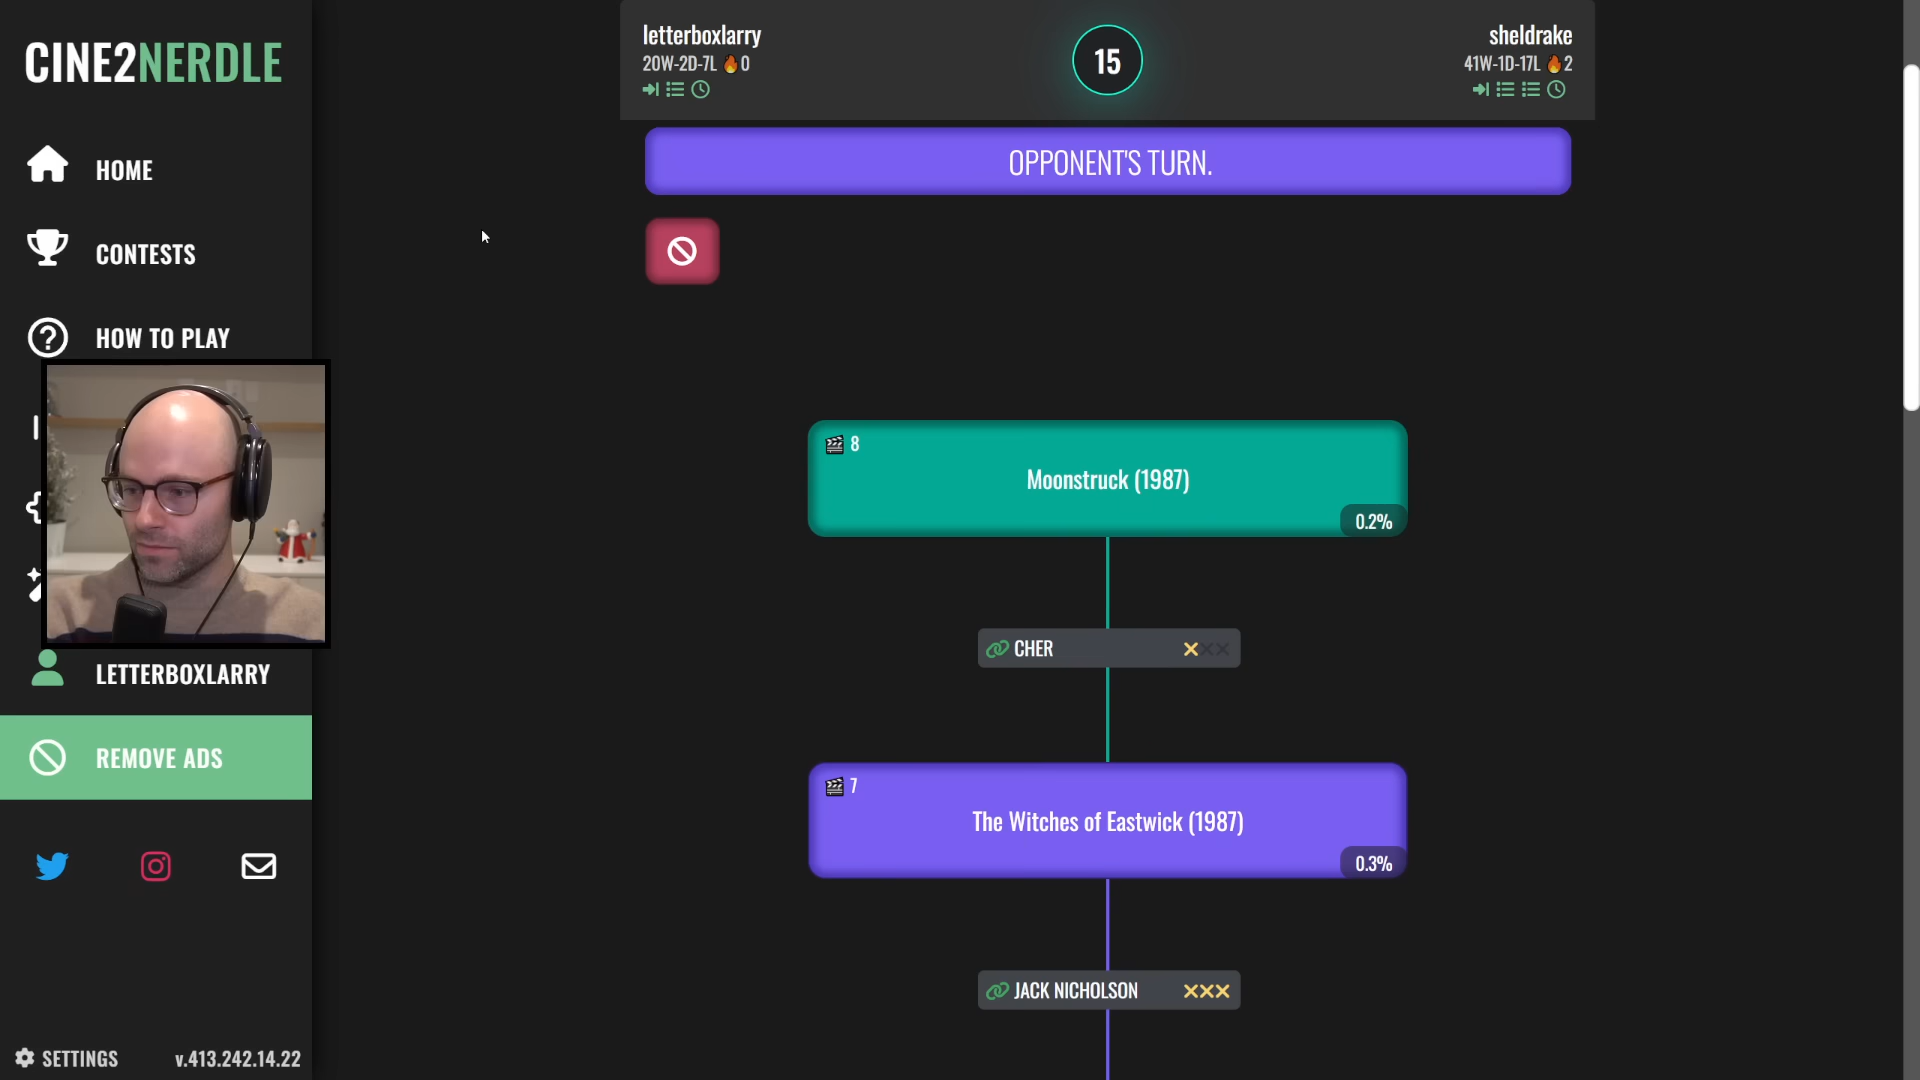 CINE2NERDLE
HOME
CONTESTS
HOW TO PLAY
LETTERBOXLARRY
REMOVE ADS
SETTINGS
v.413.242.14.22
letterboxlarry
20W-2D-7L 🔥0
15
sheldrake
41W-1D-17L 🔥2
OPPONENT'S TURN.
8
Moonstruck (1987)
0.2%
CHER
7
The Witches of Eastwick (1987)
0.3%
JACK NICHOLSON